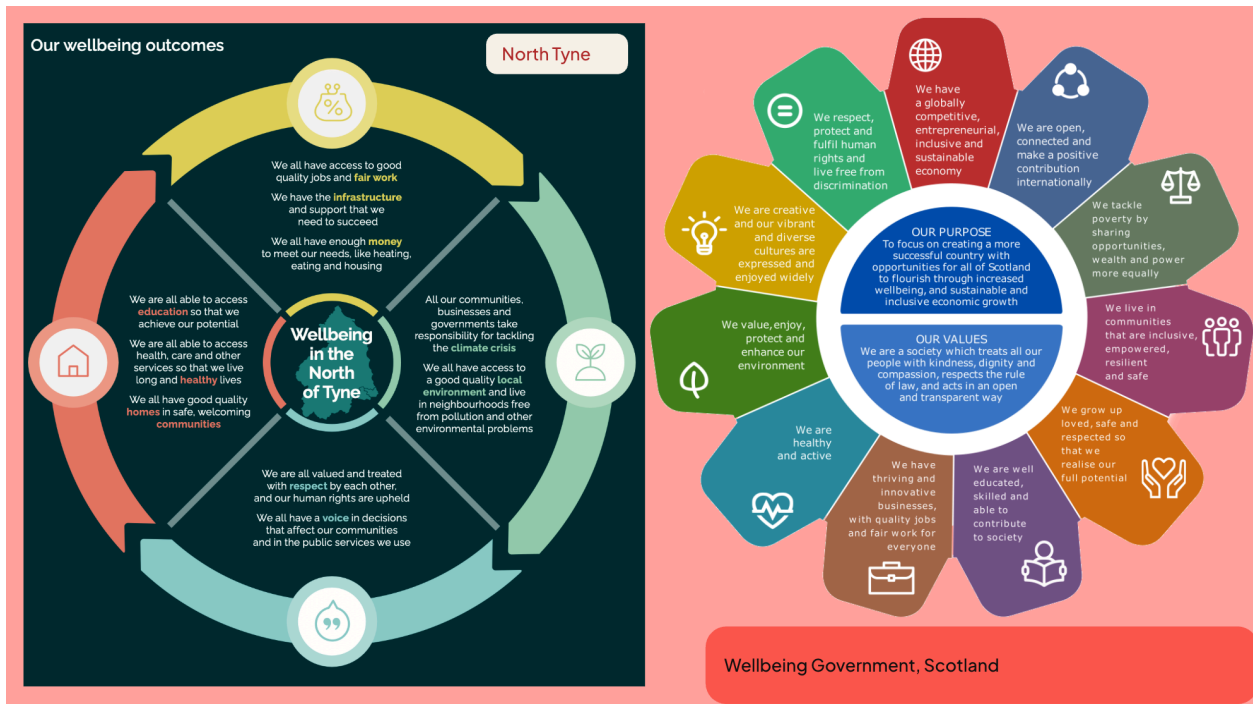 Our wellbeing outcomes
North Tyne
We all have access to good
quality jobs and fair work
We have the infrastructure
and support that we
need to succeed
We all have enough money
to meet our needs, like heating,
eating and housing
We are all able to access
education so that we
achieve our potential
We are all able to access
health, care and other
services so that we live
long and healthy lives
We all have good quality
homes in safe, welcoming
communities
Wellbeing
in the
North
of Tyne
All our communities,
businesses and
governments take
responsibility for tackling
the climate crisis
We all have access to
a good quality local
environment and live
in neighbourhoods free
from pollution and other
environmental problems
We are all valued and treated
with respect by each other,
and our human rights are upheld
We all have a voice in decisions
that affect our communities
and in the public services we use
We have
a globally
competitive,
entrepreneurial,
inclusive and
sustainable
economy
We are open,
connected and
make a positive
contribution
internationally
We tackle
poverty by
sharing
opportunities,
wealth and power
more equally
We live in
communities
that are inclusive,
empowered,
resilient
and safe
We grow up
loved, safe and
respected so
that we
realise our
full potential
We are well
educated,
skilled and
able to
contribute
to society
We have
thriving and
innovative
businesses,
with quality jobs
and fair work for
everyone
We are
healthy
and active
We value, enjoy,
protect and
enhance our
environment
We are creative
and our vibrant
and diverse
cultures are
expressed and
enjoyed widely
We respect,
protect and
fulfil human
rights and
live free from
discrimination
OUR PURPOSE
To focus on creating a more
successful country with
opportunities for all of Scotland
to flourish through increased
wellbeing, and sustainable and
inclusive economic growth
OUR VALUES
We are a society which treats all our
people with kindness, dignity and
compassion, respects the rule
of law, and acts in an open
and transparent way
Wellbeing Government, Scotland